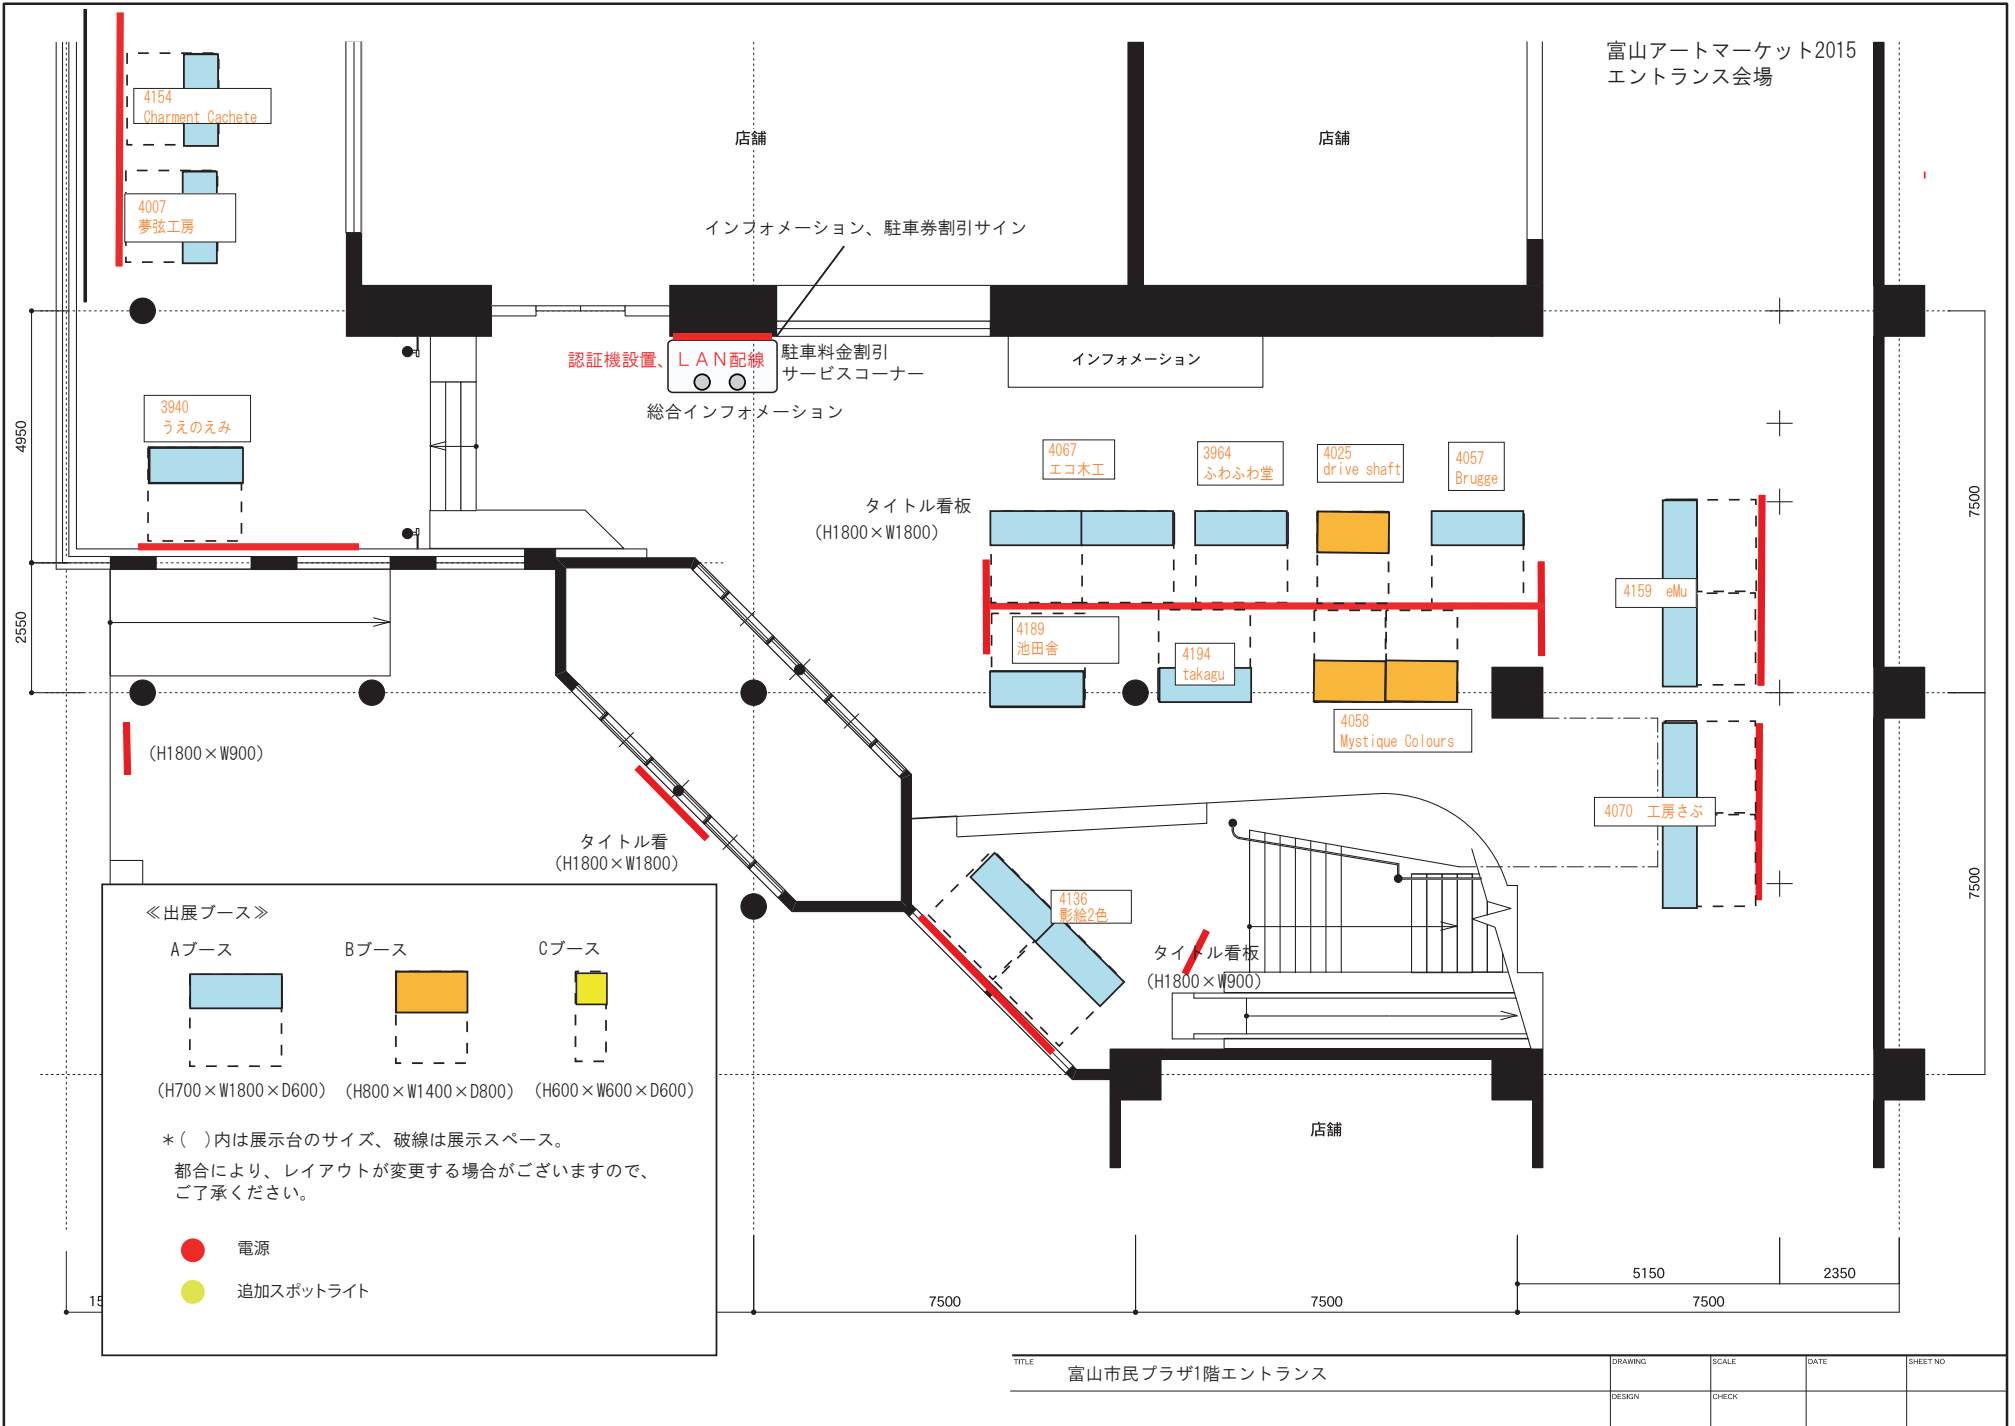 富山アートマーケット2015
エントランス会場
4154
Charment Cachete
4007
夢弦工房
店舗
店舗
インフォメーション、駐車券割引サイン
認証機設置、LAN配線
駐車料金割引
サービスコーナー
総合インフォメーション
インフォメーション
3940
うえのえみ
4950
2550
4067
エコ木工
3964
ふわふわ堂
4025
drive shaft
4057
Brugge
タイトル看板
(H1800×W1800)
7500
4159 eMu
4189
池田舎
4194
takagu
4058
Mystique Colours
(H1800×W900)
4070 工房さぶ
タイトル看
(H1800×W1800)
7500
4136
影絵2色
タイトル看板
(H1800×W900)
≪出展ブース≫
Aブース
Bブース
Cブース
(H700×W1800×D600)
(H800×W1400×D800)
(H600×W600×D600)
*( )内は展示台のサイズ、破線は展示スペース。
都合により、レイアウトが変更する場合がございますので、
ご了承ください。
電源
追加スポットライト
店舗
5150
2350
15
7500
7500
7500
TITLE
富山市民プラザ1階エントランス
DRAWING
SCALE
DATE
SHEET NO
DESIGN
CHECK